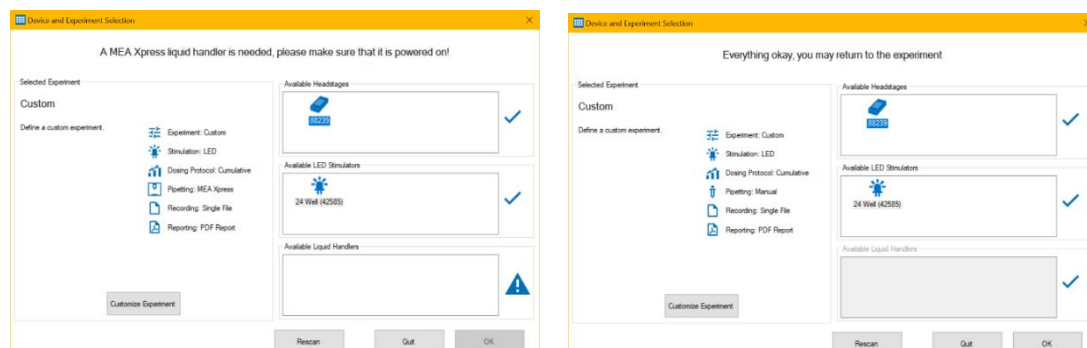 Device and Experiment Selection
A MEA Xpress liquid handler is needed, please make sure that it is powered on!
Selected Experiment
Custom
Define a custom experiment.
Experiment: Custom
Stimulation: LED
Dosing Protocol: Cumulative
Pipetting: MEA Xpress
Recording: Single File
Reporting: PDF Report
Customize Experiment
Available Headstages
88239
Available LED Stimulators
24 Well (42585)
Available Liquid Handlers
Rescan
Quit
OK
Device and Experiment Selection
Everything okay, you may return to the experiment
Selected Experiment
Custom
Define a custom experiment.
Experiment: Custom
Stimulation: LED
Dosing Protocol: Cumulative
Pipetting: Manual
Recording: Single File
Reporting: PDF Report
Customize Experiment
Available Headstages
88239
Available LED Stimulators
24 Well (42585)
Available Liquid Handlers
Rescan
Quit
OK